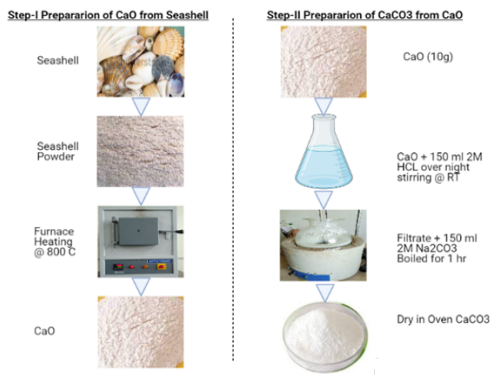 Step-I Prepararion of CaO from Seashell
Seashell
Seashell
Powder
Furnace
Heating
@ 800 C
CaO
Step-II Prepararion of CaCO3 from CaO
CaO (10g)
CaO + 150 ml 2M
HCL over night
stirring @ RT
Filtrate + 150 ml
2M Na2CO3
Boiled for 1 hr
Dry in Oven CaCO3